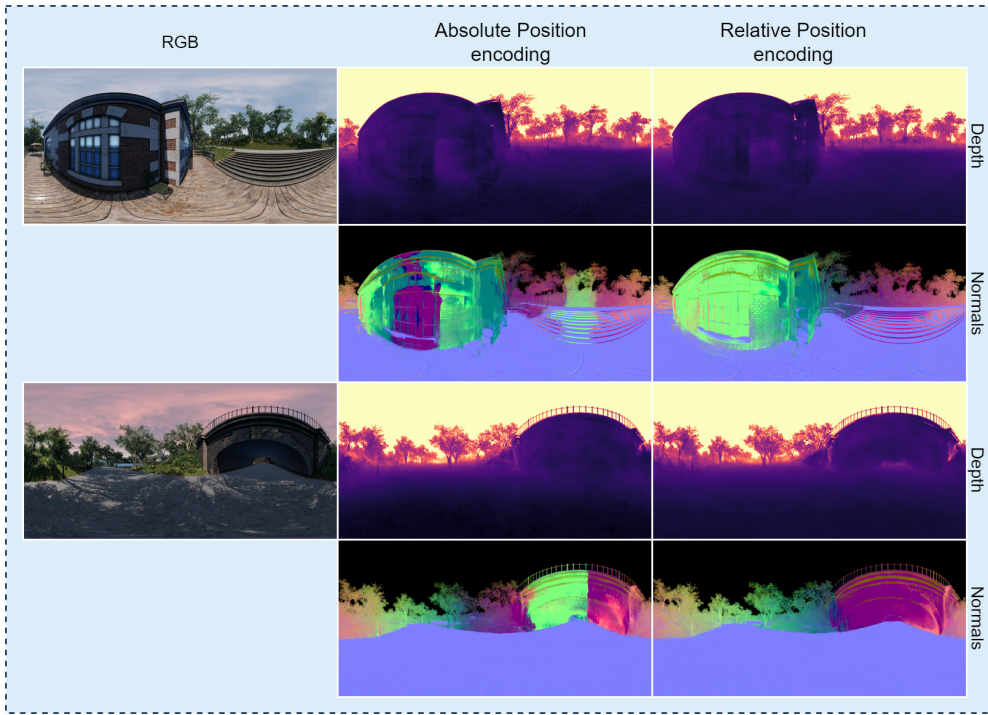 RGB
Absolute Position
encoding
Relative Position
encoding
Depth
Normals
Depth
Normals